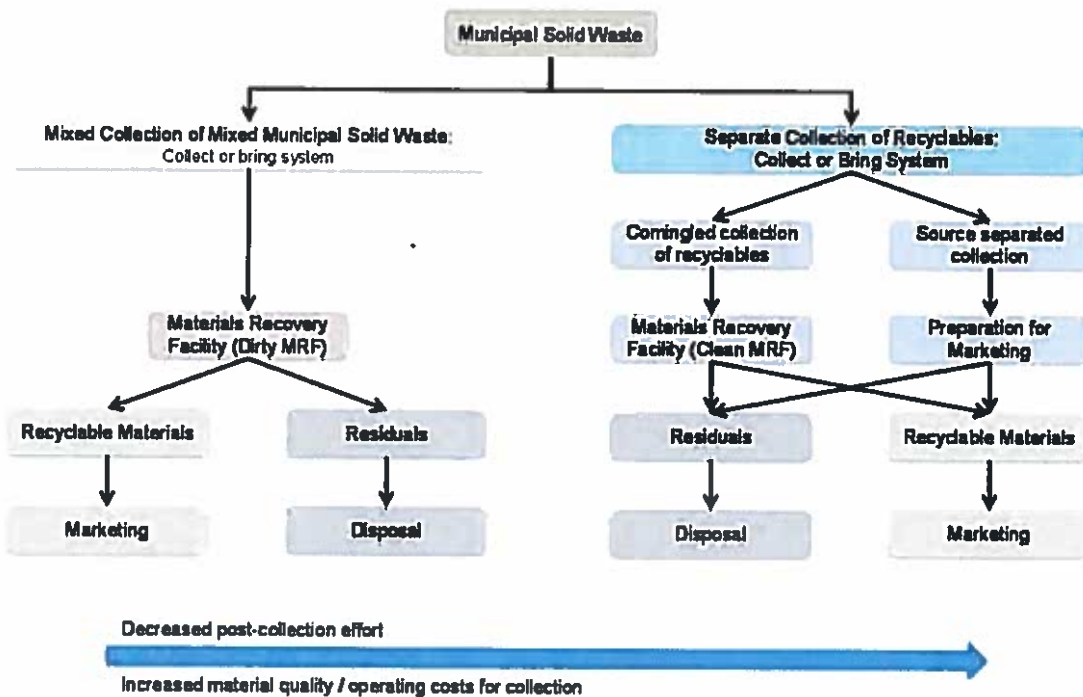 Municipal Solid Waste
Mixed Collection of Mixed Municipal Solid Waste:
Collect or bring system
Separate Collection of Recyclables:
Collect or Bring System
Comingled collection
of recyclables
Source separated
collection
Materials Recovery
Facility (Dirty MRF)
Materials Recovery
Facility (Clean MRF)
Preparation for
Marketing
Recyclable Materials
Residuals
Residuals
Recyclable Materials
Marketing
Disposal
Disposal
Marketing
Decreased post-collection effort
Increased material quality / operating costs for collection